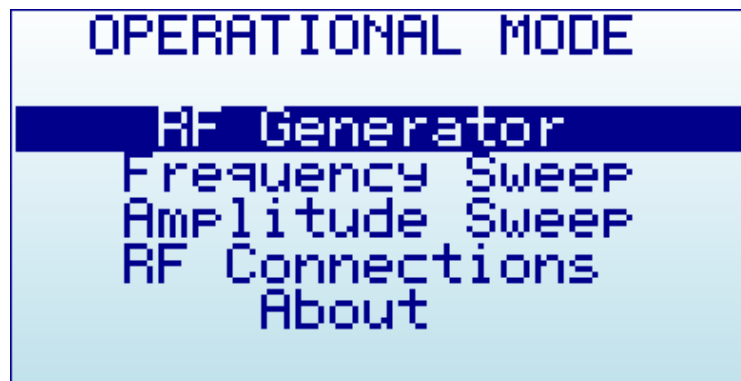 OPERATIONAL MODE
RF Generator
Frequency Sweep
Amplitude Sweep
RF Connections
About